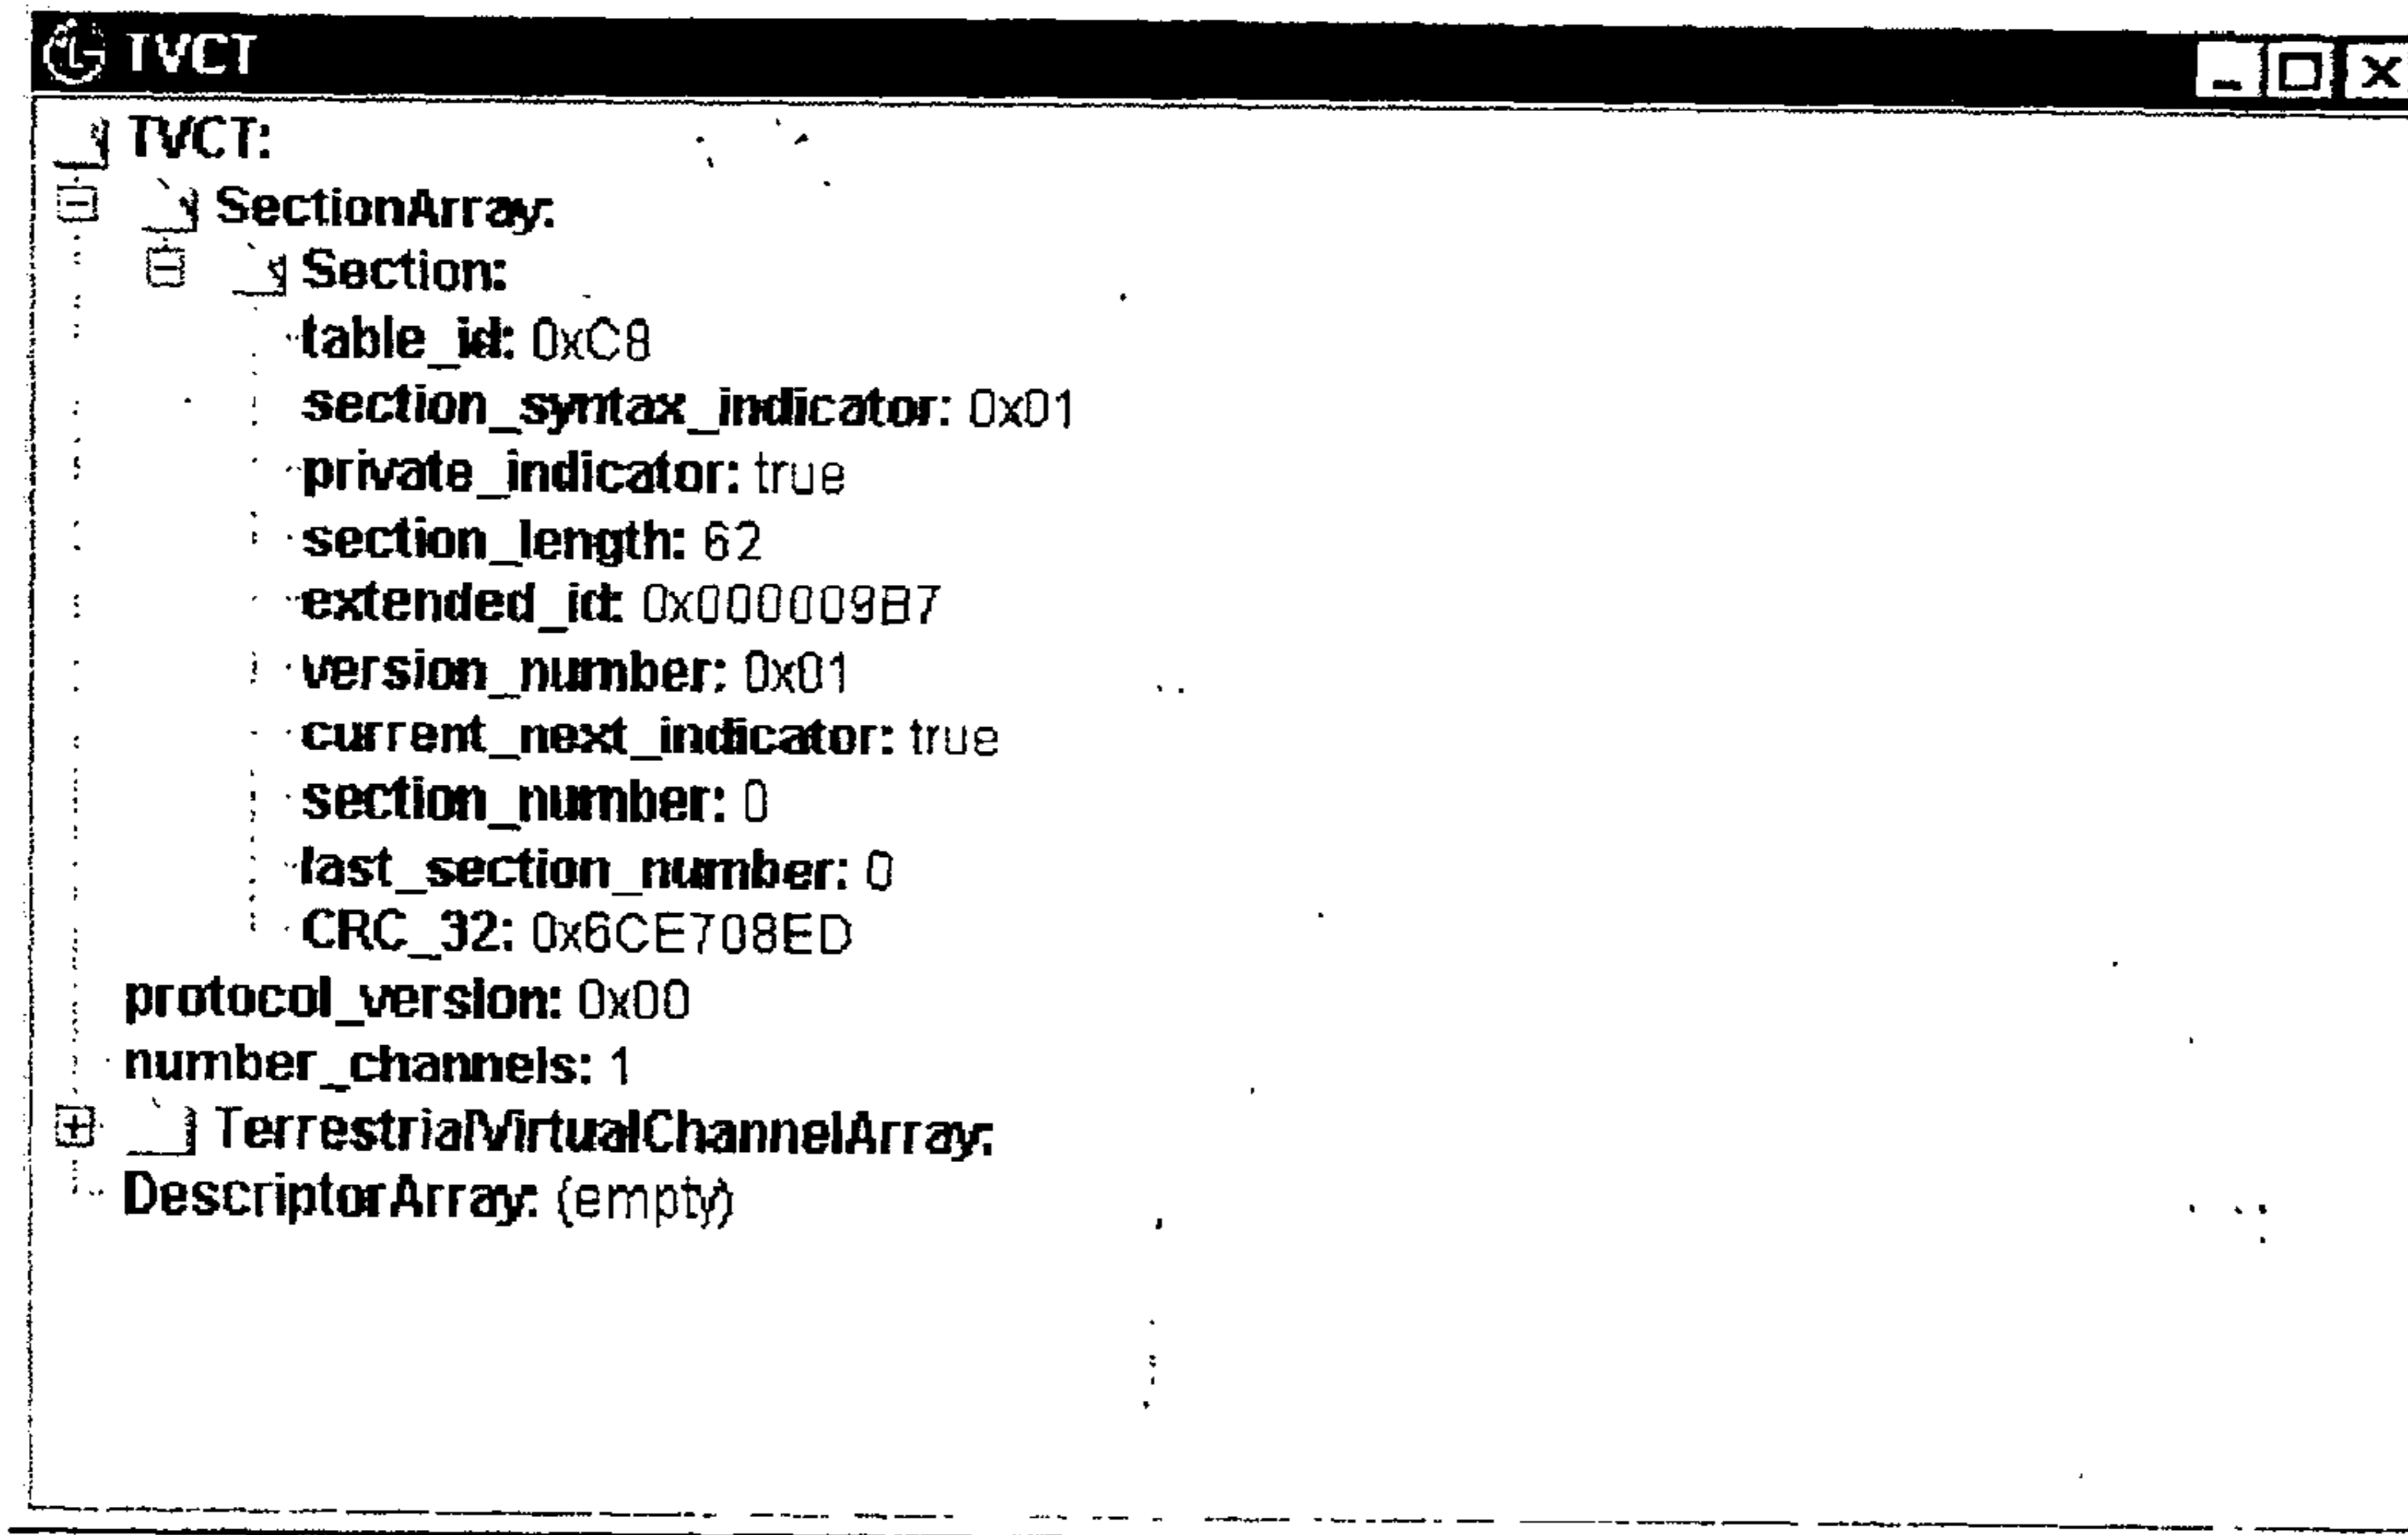 TVCT
TVCT:
SectionArray:
Section:
table_id: 0xC8
section_syntax_indicator: 0x01
private_indicator: true
section_length: 62
extended_id: 0x000009B7
version_number: 0x01
current_next_indicator: true
section_number: 0
last_section_number: 0
CRC_32: 0x6CE708ED
protocol_version: 0x00
number_channels: 1
TerrestrialVirtualChannelArray:
DescriptorArray: (empty)